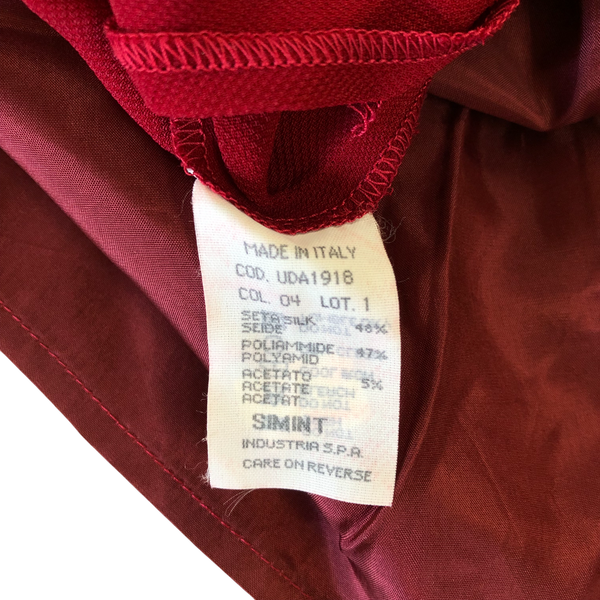 MADE IN ITALY
COD. UDA1918
COL. 04 LOT. 1
SETA SILK
SEIDE 48%
POLIAMMIDE 47%
POLYAMID
ACETATO 5%
ACETATE
ACETAT
SIMINT
INDUSTRIA S.P.A.
CARE ON REVERSE